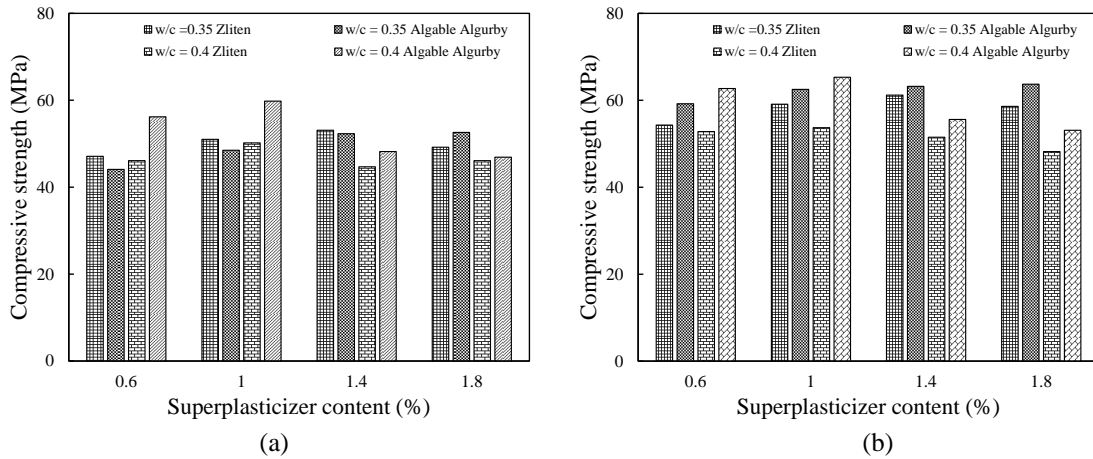 80
60
40
20
0
Compressive strength (MPa)
w/c =0.35 Zliten
w/c = 0.35 Algable Algurby
w/c = 0.4 Zliten
w/c = 0.4 Algable Algurby
0.6 1 1.4 1.8
Superplasticizer content (%)
(a)
80
60
40
20
0
Compressive strength (MPa)
w/c =0.35 Zliten
w/c = 0.35 Algable Algurby
w/c = 0.4 Zliten
w/c = 0.4 Algable Algurby
0.6 1 1.4 1.8
Superplasticizer content (%)
(b)